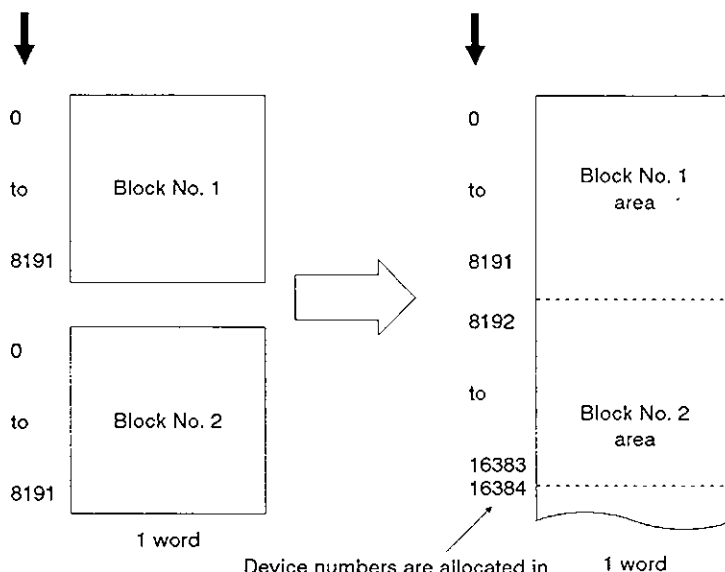 0
to
8191
Block No. 1
0
to
8191
Block No. 2
1 word
0
to
8191
8192
to
16383
16384
Block No. 1
area
Block No. 2
area
Device numbers are allocated in
1 word